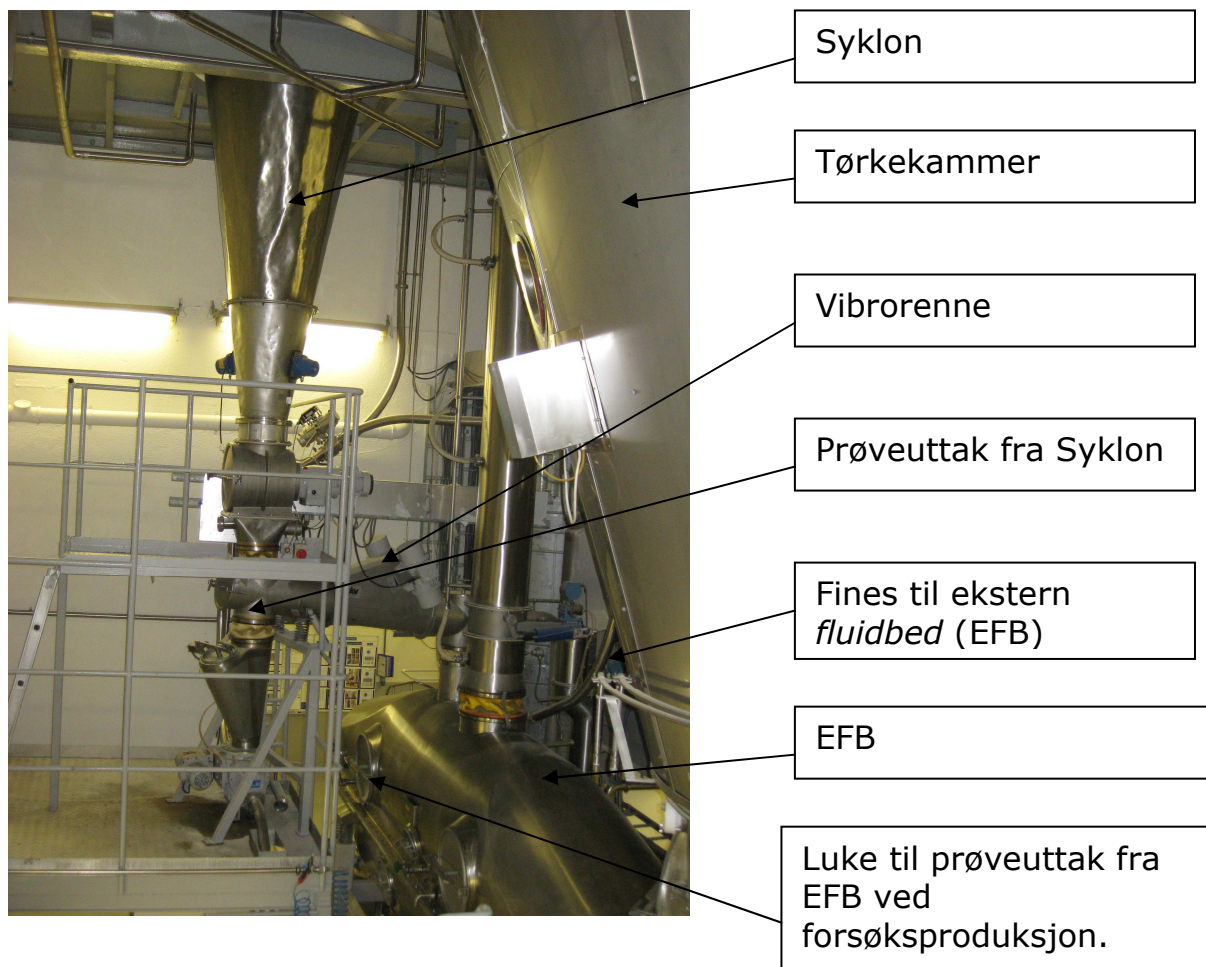 Syklon
Tørkekammer
Vibrorenne
Prøveuttak fra Syklon
Fines til ekstern
fluidbed (EFB)
EFB
Luke til prøveuttak fra
EFB ved
forsøksproduksjon.